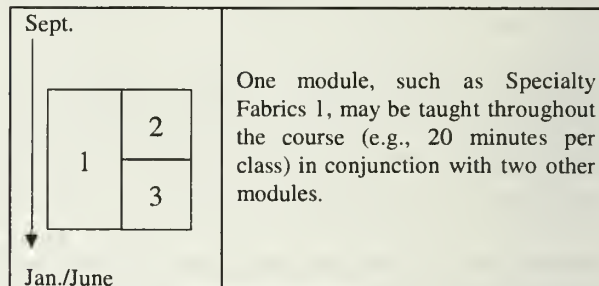 Sept.
1
2
3
Jan./June
One module, such as Specialty
Fabrics 1, may be taught throughout
the course (e.g., 20 minutes per
class) in conjunction with two other
modules.